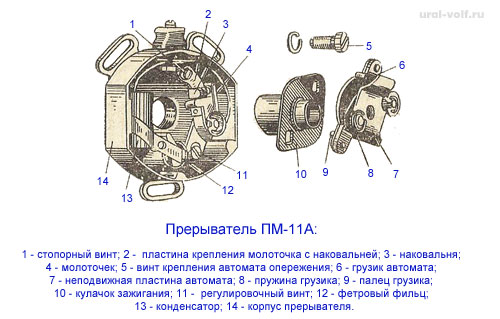 ural-volf.ru
1
2
3
4
5
6
7
8
9
10
11
12
13
14
Прерыватель ПМ-11А:
1 - стопорный винт; 2 - пластина крепления молоточка с наковальней; 3 - наковальня;
4 - молоточек; 5 - винт крепления автомата опережения; 6 - грузик автомата;
7 - неподвижная пластина автомата; 8 - пружина грузика; 9 – палец грузика;
10 - кулачок зажигания; 11 - регулировочный винт; 12 - фетровый фильц;
13 - конденсатор; 14 - корпус прерывателя.